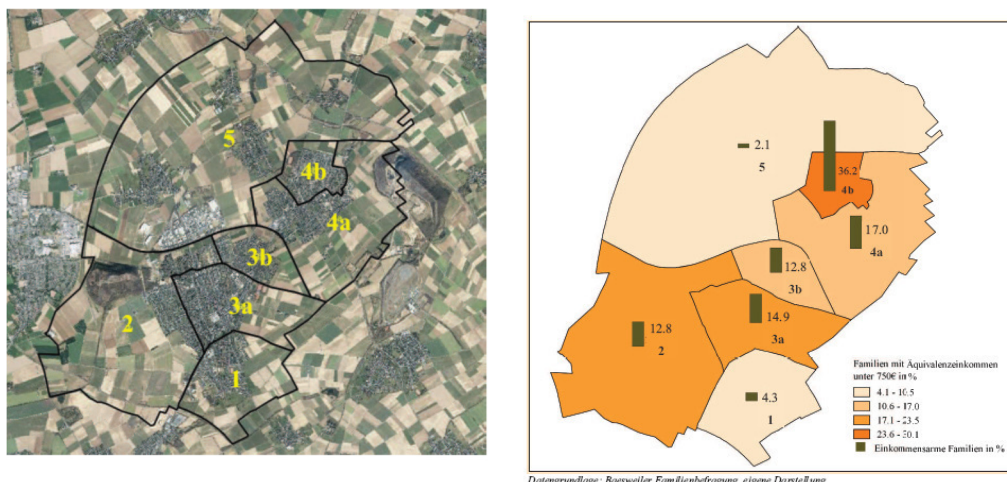 5
4b
4a
3b
3a
2
1
2.1
5
36.2
4b
17.0
4a
12.8
3b
12.8
2
14.9
3a
4.3
1
Familien mit Äquivalenzeinkommen
unter 750€ in %
4.1 - 10.5
10.6 - 17.0
17.1 - 23.5
23.6 - 30.1
Einkommensarme Familien in %
Datengrundlage: Baesweiler Familienbefragung, eigene Darstellung